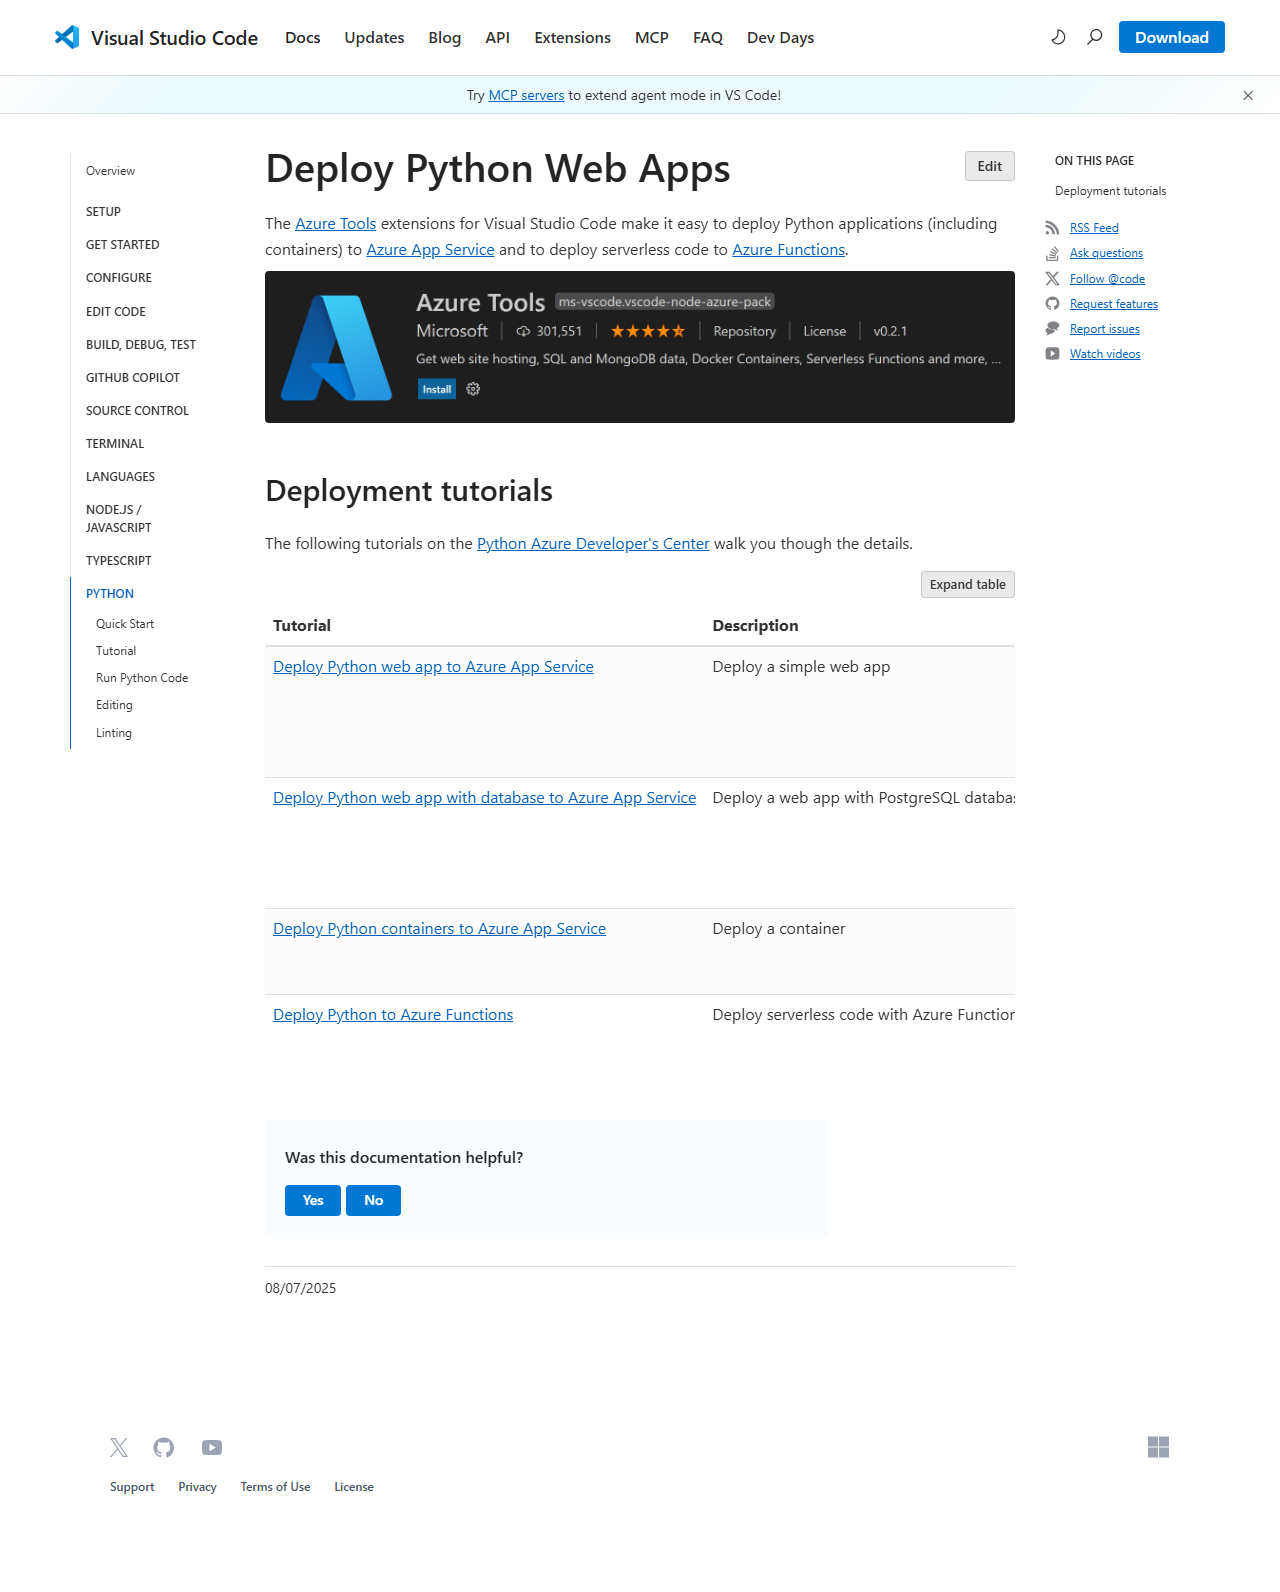 Visual Studio Code
Docs
Updates
Blog
API
Extensions
MCP
FAQ
Dev Days
Download
Try MCP servers to extend agent mode in VS Code!
Overview
SETUP
GET STARTED
CONFIGURE
EDIT CODE
BUILD, DEBUG, TEST
GITHUB COPILOT
SOURCE CONTROL
TERMINAL
LANGUAGES
NODE.JS /
JAVASCRIPT
TYPESCRIPT
PYTHON
Quick Start
Tutorial
Run Python Code
Editing
Linting
Deploy Python Web Apps
Edit
The Azure Tools extensions for Visual Studio Code make it easy to deploy Python applications (including
containers) to Azure App Service and to deploy serverless code to Azure Functions.
Azure Tools ms-vscode.vscode-node-azure-pack
Microsoft 301,551 Repository License v0.2.1
Get web site hosting, SQL and MongoDB data, Docker Containers, Serverless Functions and more, ...
Install
Deployment tutorials
The following tutorials on the Python Azure Developer's Center walk you though the details.
Expand table
Tutorial Description
Deploy Python web app to Azure App Service Deploy a simple web app
Deploy Python web app with database to Azure App Service Deploy a web app with PostgreSQL databas
Deploy Python containers to Azure App Service Deploy a container
Deploy Python to Azure Functions Deploy serverless code with Azure Function
Was this documentation helpful?
Yes No
08/07/2025
ON THIS PAGE
Deployment tutorials
RSS Feed
Ask questions
Follow @code
Request features
Report issues
Watch videos
Support
Privacy
Terms of Use
License